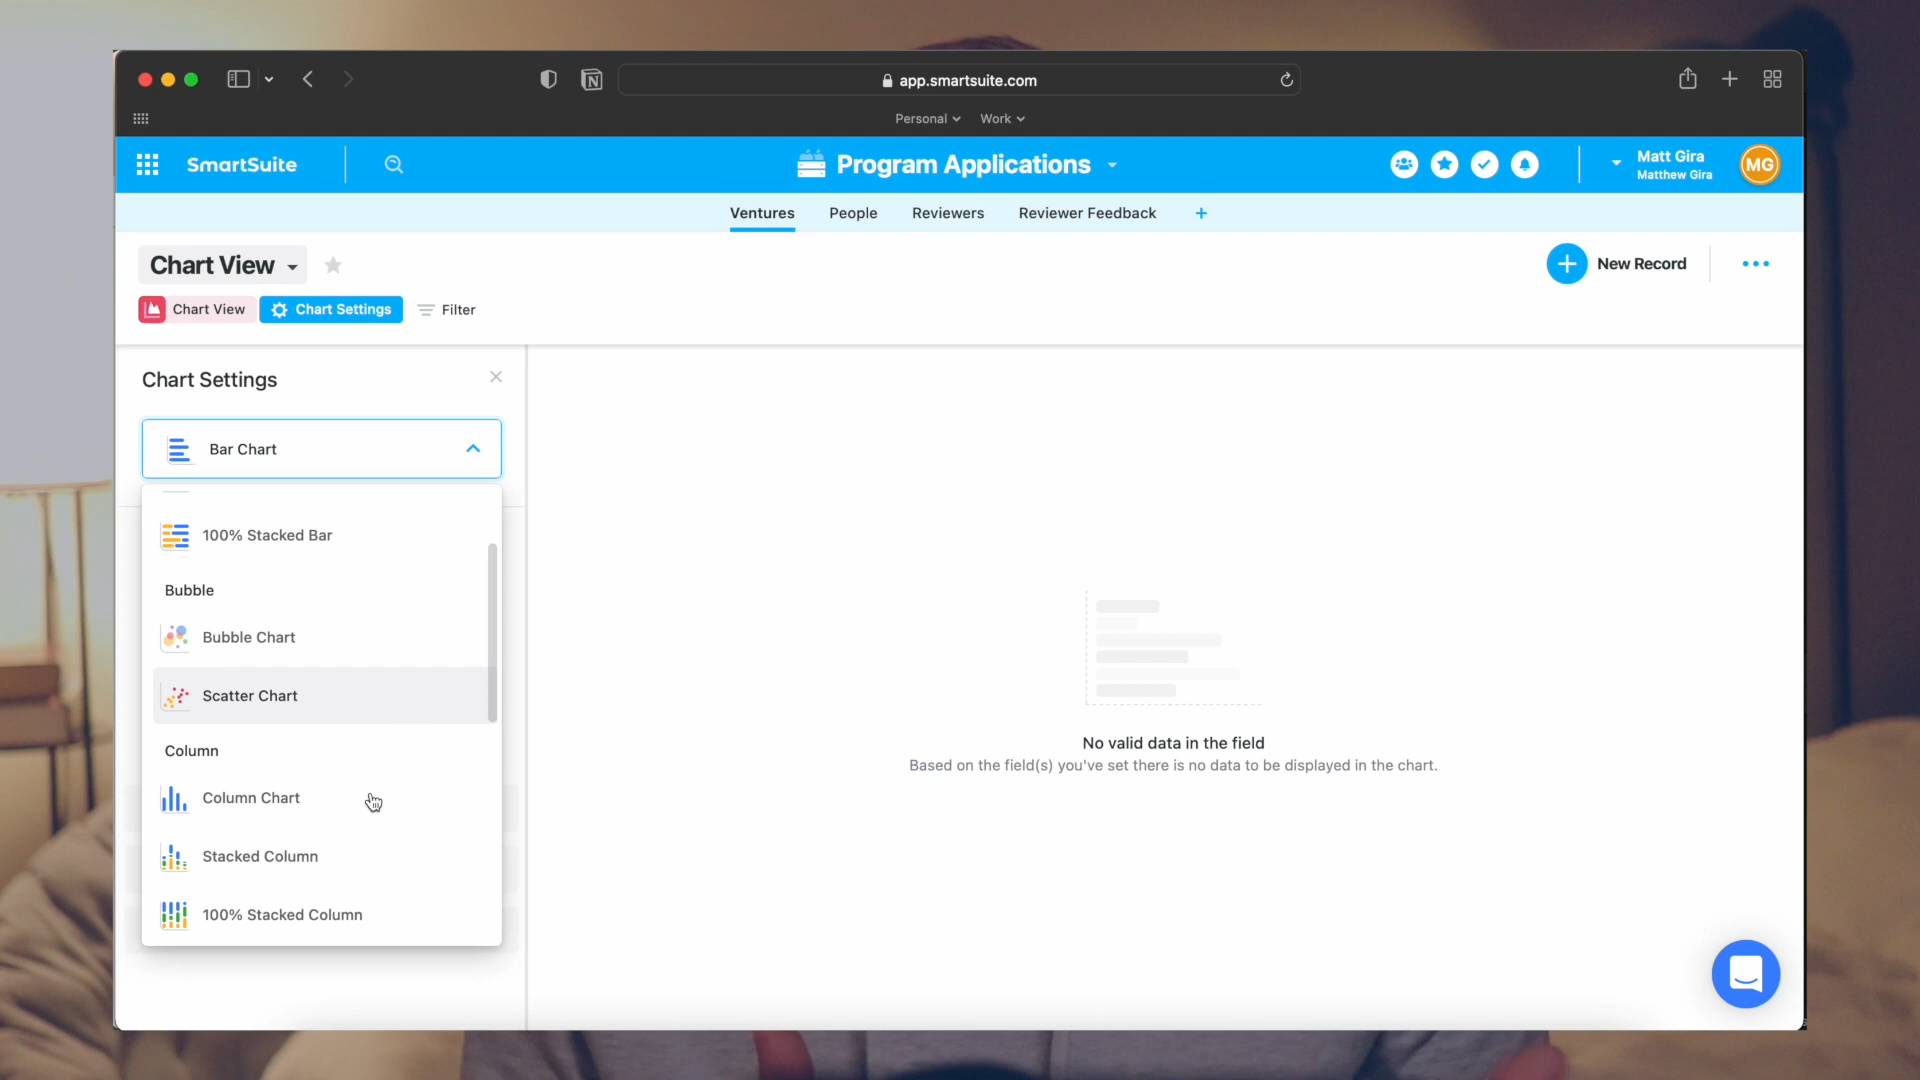 app.smartsuite.com
Personal
Work
SmartSuite
Program Applications
Matt Gira
Matthew Gira
MG
Ventures
People
Reviewers
Reviewer Feedback
Chart View
New Record
Chart View
Chart Settings
Filter
Chart Settings
Bar Chart
100% Stacked Bar
Bubble
Bubble Chart
Scatter Chart
Column
Column Chart
Stacked Column
100% Stacked Column
No valid data in the field
Based on the field(s) you've set there is no data to be displayed in the chart.